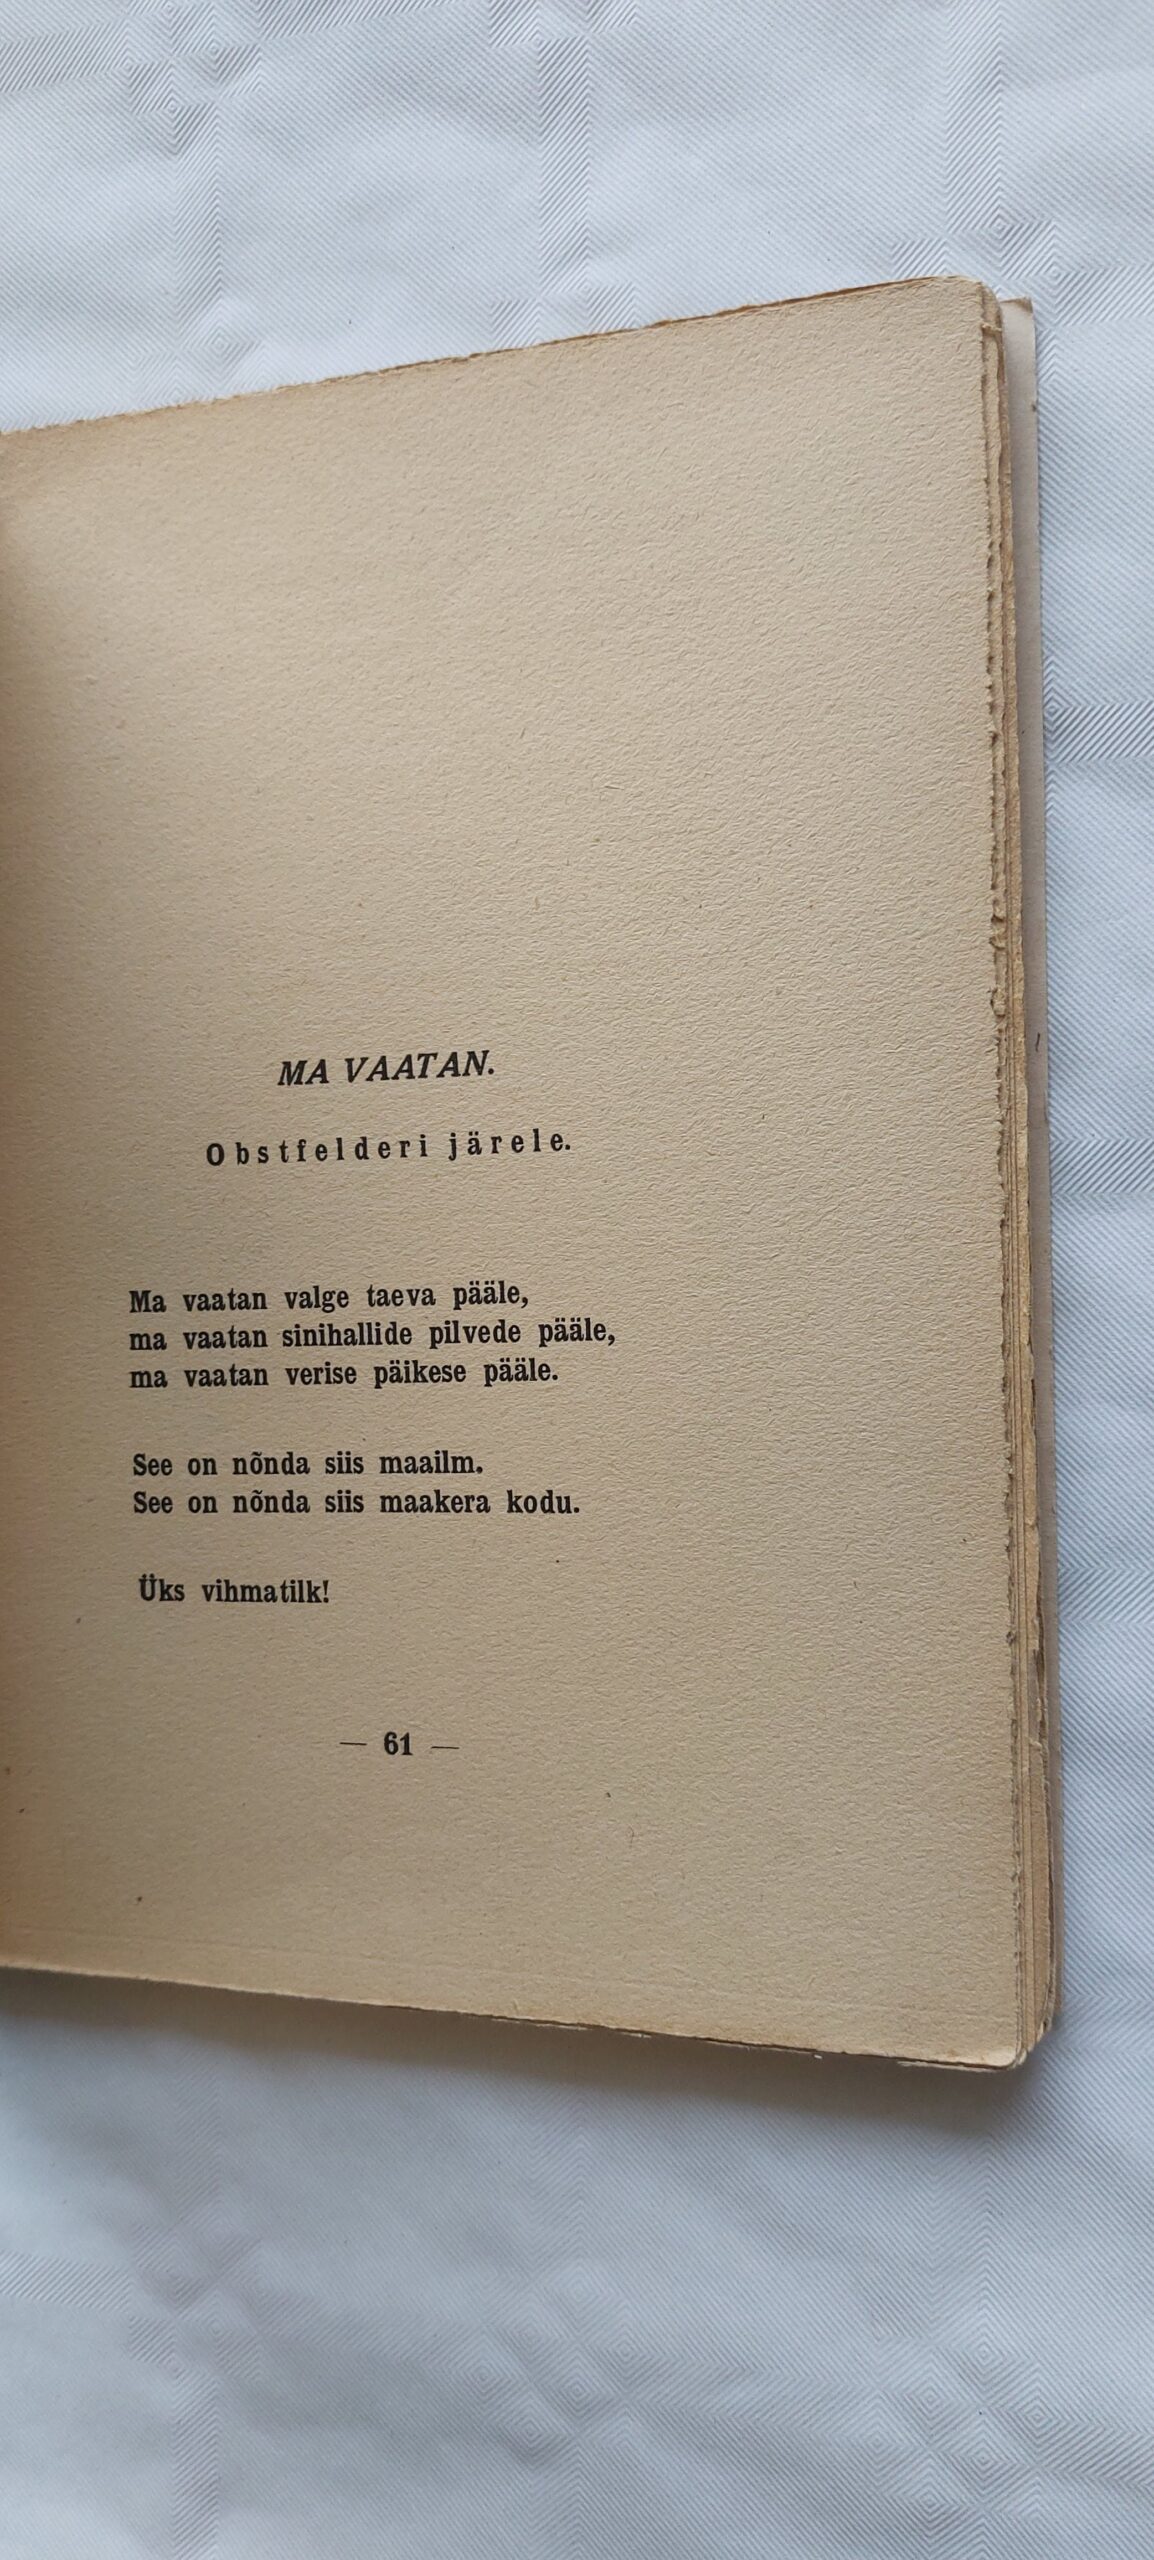 MA VAATAN.
Obstfelderi järele.
Ma vaatan valge taeva pääle,
ma vaatan sinihallide pilvede pääle,
ma vaatan verise päikese pääle.
See on nõnda siis maailm.
See on nõnda siis maakera kodu.
Üks vihmatilk!
— 61 —